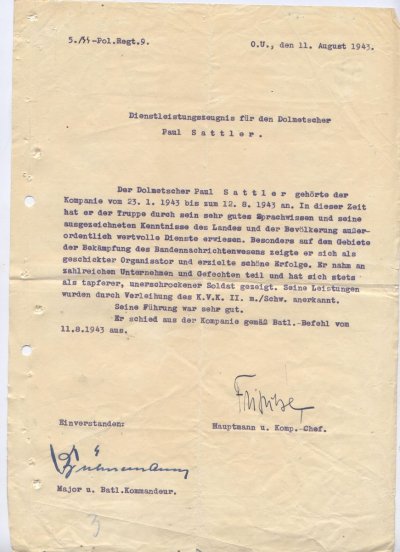 5./SS-Pol.Regt.9. O.U., den 11. August 1943.
Dienstleistungszeugnis für den Dolmetscher
Paul S a t t l e r .
Der Dolmetscher Paul S a t t l e r gehörte der
Kompanie vom 23. 1. 1943 bis zum 12. 8. 1943 an. In dieser Zeit
hat er der Truppe durch sein sehr gutes Sprachwissen und seine
ausgezeichneten Kenntnisse des Landes und der Bevölkerung außer-
ordentlich wertvolle Dienste erwiesen. Besonders auf dem Gebiete
der Bekämpfung des Bandennachrichtenwesens zeigte er sich als
geschickter Organisator und erzielte schöne Erfolge. Er nahm an
zahlreichen Unternehmen und Gefechten teil und hat sich stets
als tapferer, unerschrockener Soldat gezeigt. Seine Leistungen
wurden durch Verleihung des K.V.K. II. m./Schw. anerkannt.
Seine Führung war sehr gut.
Er schied aus der Kompanie gemäß Batl.-Befehl vom
11.8.1943 aus.
Hauptmann u. Komp.-Chef.
Einverstanden:
Major u. Batl.Kommandeur.